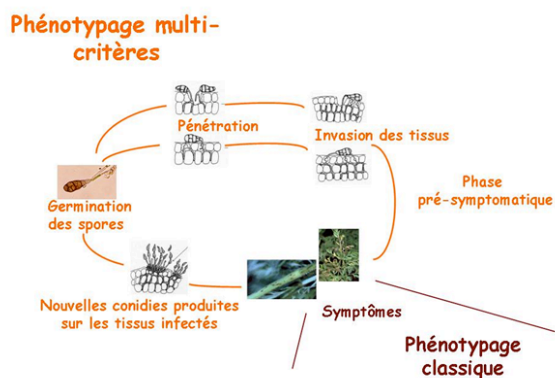 Phénotypage multi-
critères
Pénétration
Invasion des tissus
Germination
des spores
Phase
pré-symptomatique
Nouvelles conidies produites
sur les tissus infectés
Symptômes
Phénotypage
classique